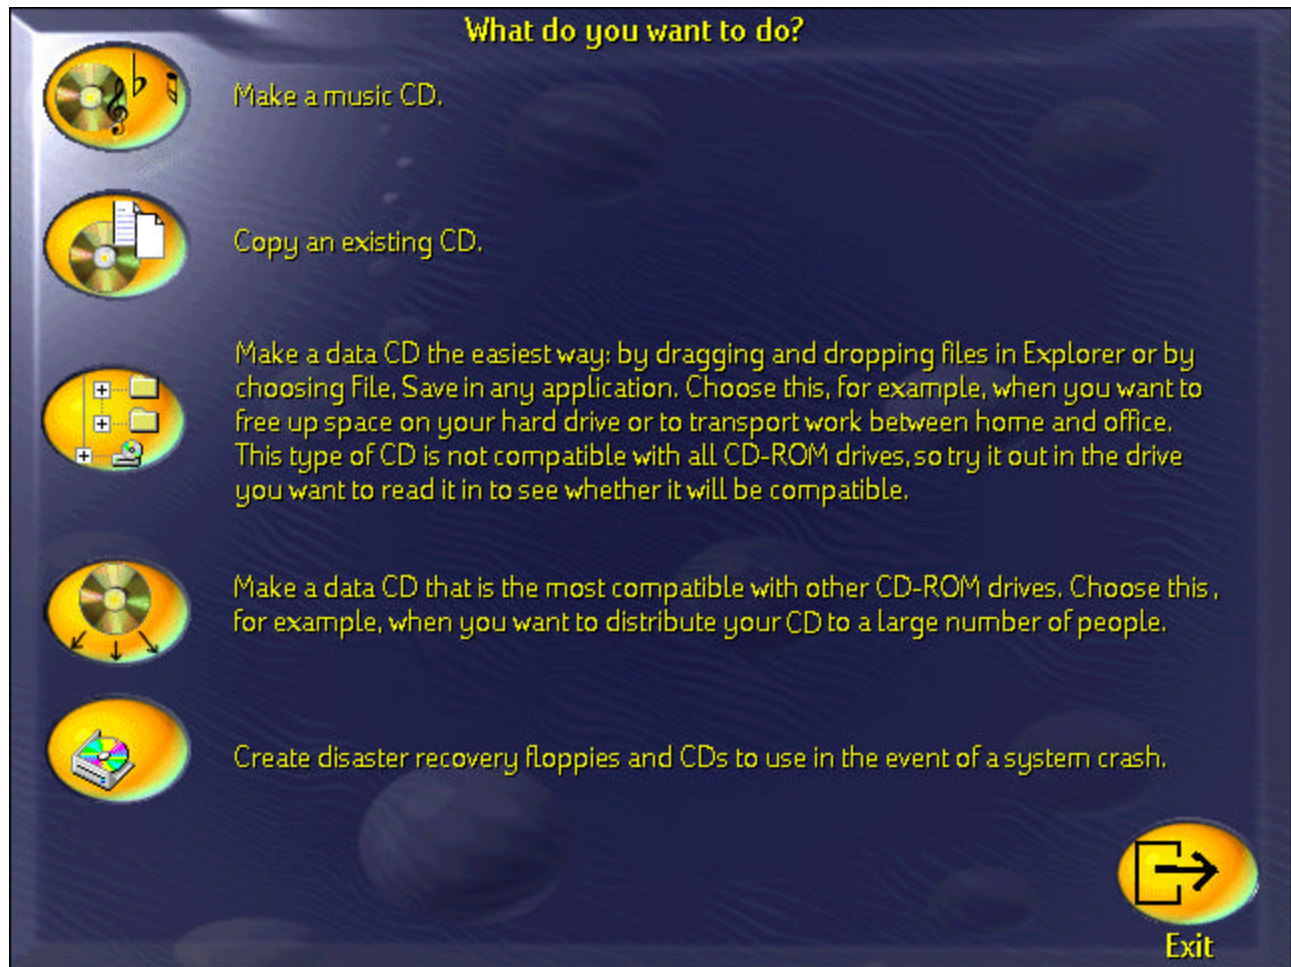 What do you want to do?
Make a music CD.
Copy an existing CD.
Make a data CD the easiest way: by dragging and dropping files in Explorer or by
choosing File, Save in any application. Choose this, for example, when you want to
free up space on your hard drive or to transport work between home and office.
This type of CD is not compatible with all CD-ROM drives, so try it out in the drive
you want to read it in to see whether it will be compatible.
Make a data CD that is the most compatible with other CD-ROM drives. Choose this ,
for example, when you want to distribute your CD to a large number of people.
Create disaster recovery floppies and CDs to use in the event of a system crash.
Exit